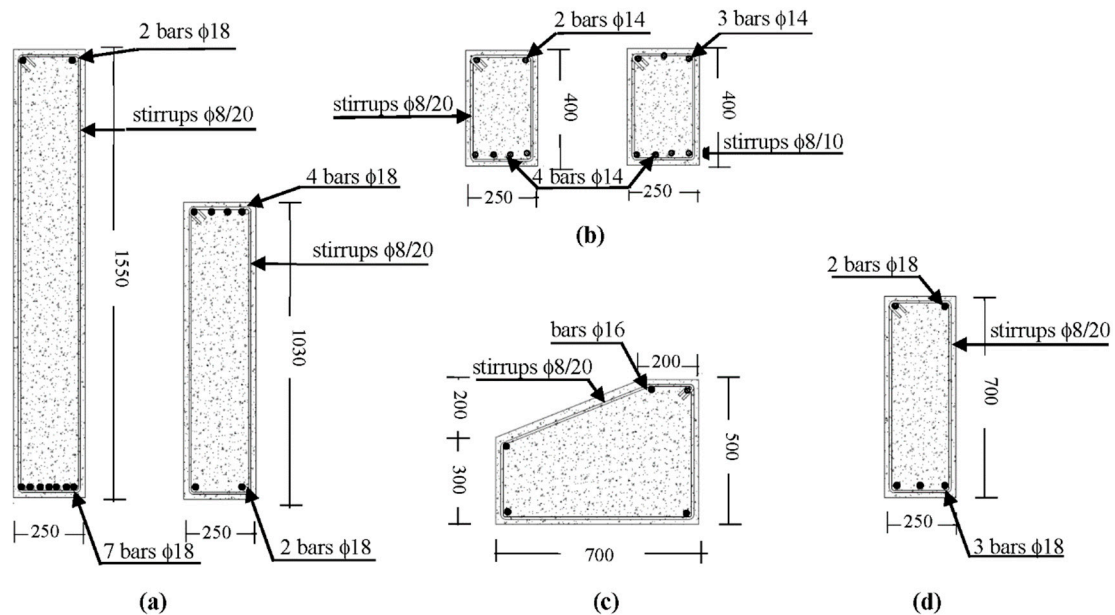 2 bars ϕ18
stirrups ϕ8/20
1550
4 bars ϕ18
stirrups ϕ8/20
1030
250
250
7 bars ϕ18
2 bars ϕ18
(a)
2 bars ϕ14
3 bars ϕ14
stirrups ϕ8/20
400
400
stirrups ϕ8/10
4 bars ϕ14
250
250
(b)
bars ϕ16
200
stirrups ϕ8/20
200
300
500
700
(c)
2 bars ϕ18
stirrups ϕ8/20
700
250
3 bars ϕ18
(d)